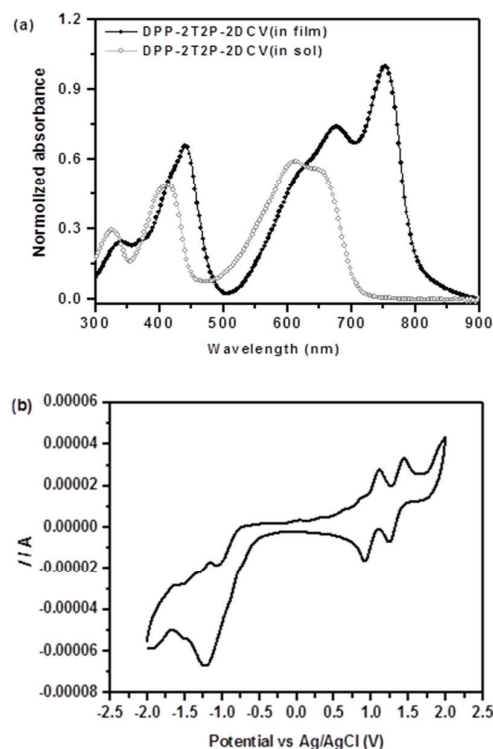 (a)
DPP-2T2P-2DCV(in film)
DPP-2T2P-2DCV(in sol)
1.2
0.9
0.6
0.3
0.0
Normolized absorbance
300 400 500 600 700 800 900
Wavelength (nm)
(b)
0.00006
0.00004
0.00002
0.00000
-0.00002
-0.00004
-0.00006
-0.00008
I / A
-2.5 -2.0 -1.5 -1.0 -0.5 0.0 0.5 1.0 1.5 2.0 2.5
Potential vs Ag/AgCl (V)